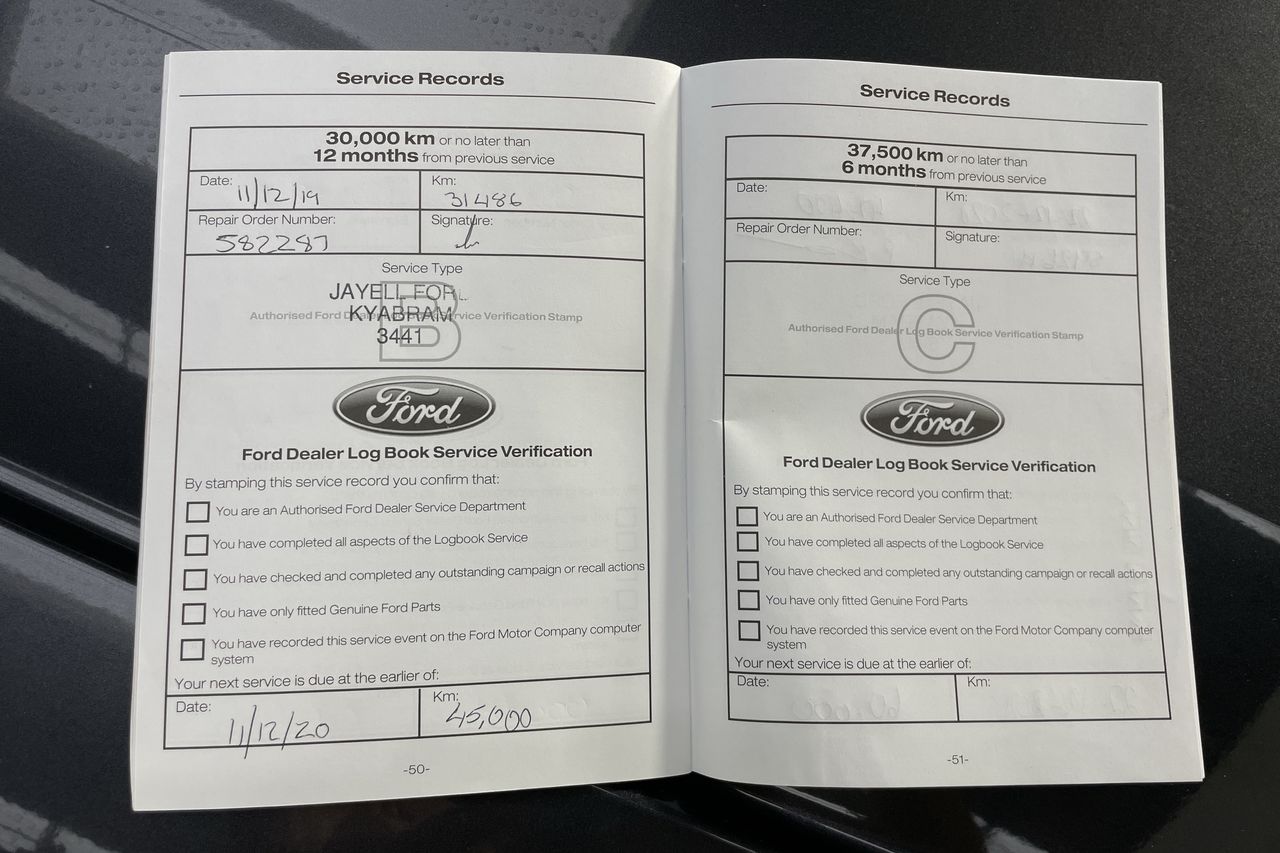 Service Records
30,000 km or no later than
12 months from previous service
Date: 11/12/19
Km: 31486
Repair Order Number: 582287
Signature:
Service Type
JAYELL FOR
KYABRAM
Authorised Ford Dealer Log Book Service Verification Stamp
3441
B
Ford
Ford Dealer Log Book Service Verification
By stamping this service record you confirm that:
You are an Authorised Ford Dealer Service Department
You have completed all aspects of the Logbook Service
You have checked and completed any outstanding campaign or recall actions
You have only fitted Genuine Ford Parts
You have recorded this service event on the Ford Motor Company computer
system
Your next service is due at the earlier of:
Date: 11/12/20
Km: 45,000
-50-
Service Records
37,500 km or no later than
6 months from previous service
Date:
Km:
Repair Order Number:
Signature:
Service Type
Authorised Ford Dealer Log Book Service Verification Stamp
C
Ford
Ford Dealer Log Book Service Verification
By stamping this service record you confirm that:
You are an Authorised Ford Dealer Service Department
You have completed all aspects of the Logbook Service
You have checked and completed any outstanding campaign or recall actions
You have only fitted Genuine Ford Parts
You have recorded this service event on the Ford Motor Company computer
system
Your next service is due at the earlier of:
Date:
Km:
-51-